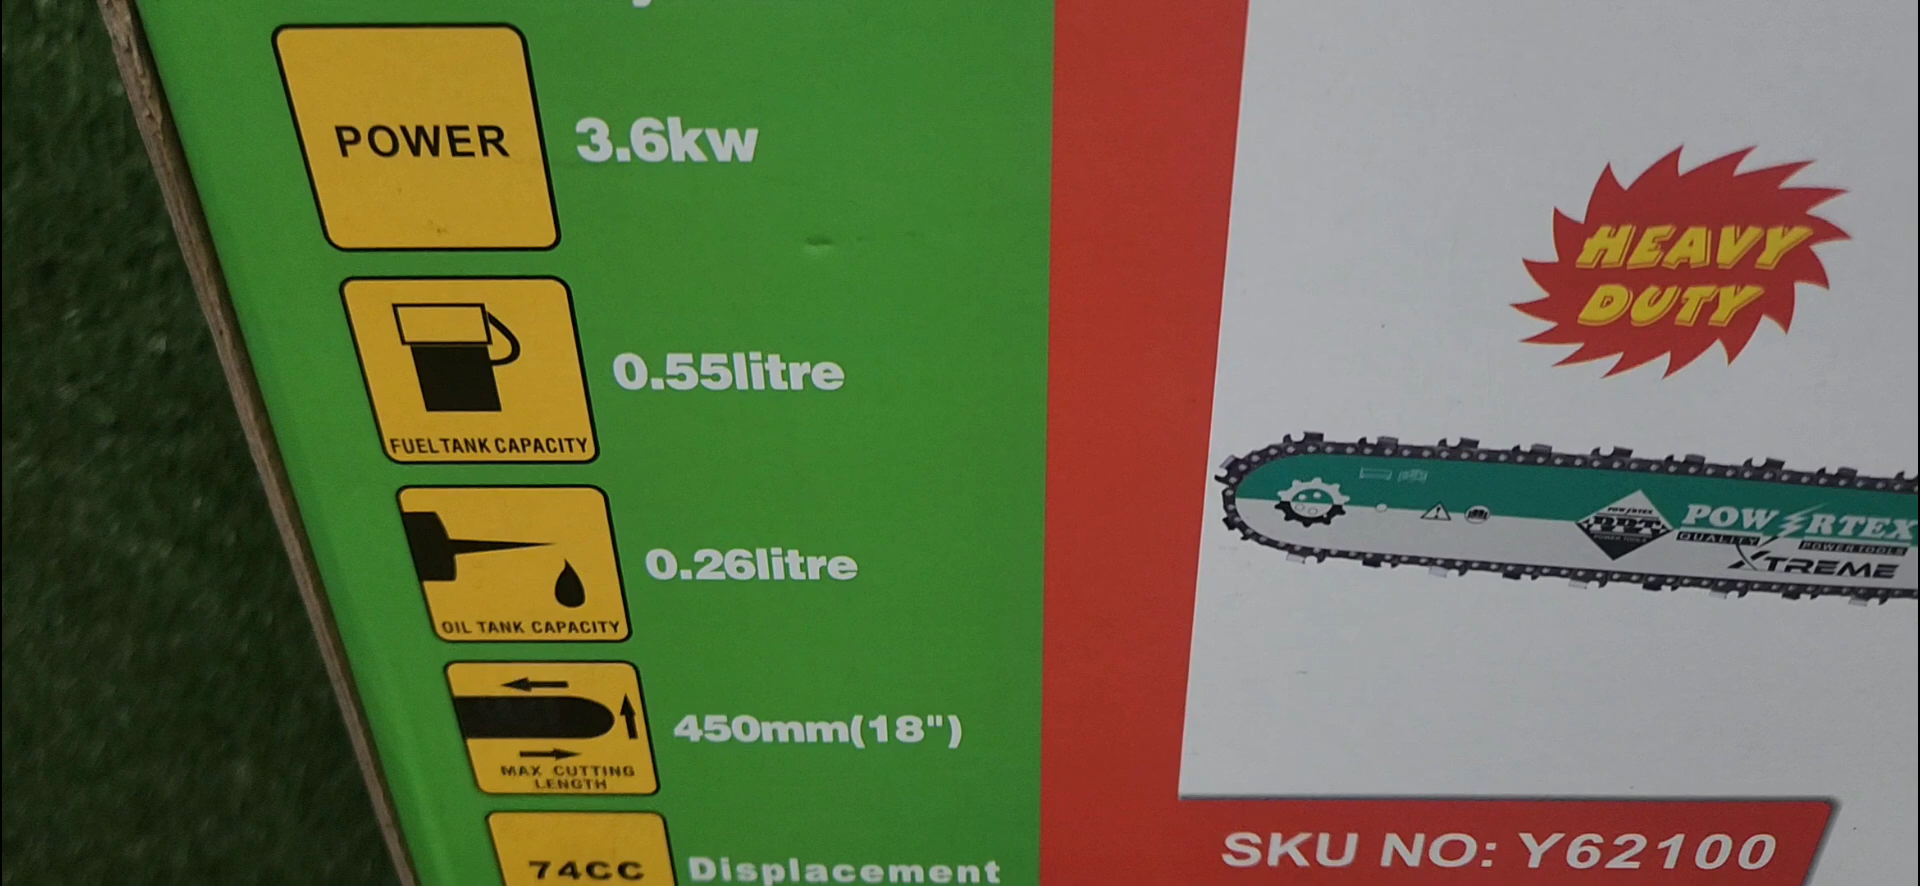 POWER
3.6kw
FUEL TANK CAPACITY
0.55litre
OIL TANK CAPACITY
0.26litre
MAX CUTTING
LENGTH
450mm(18")
74CC
Displacement
HEAVY
DUTY
POWERTEX
QUALITY POWER TOOLS
XTREME
SKU NO: Y62100